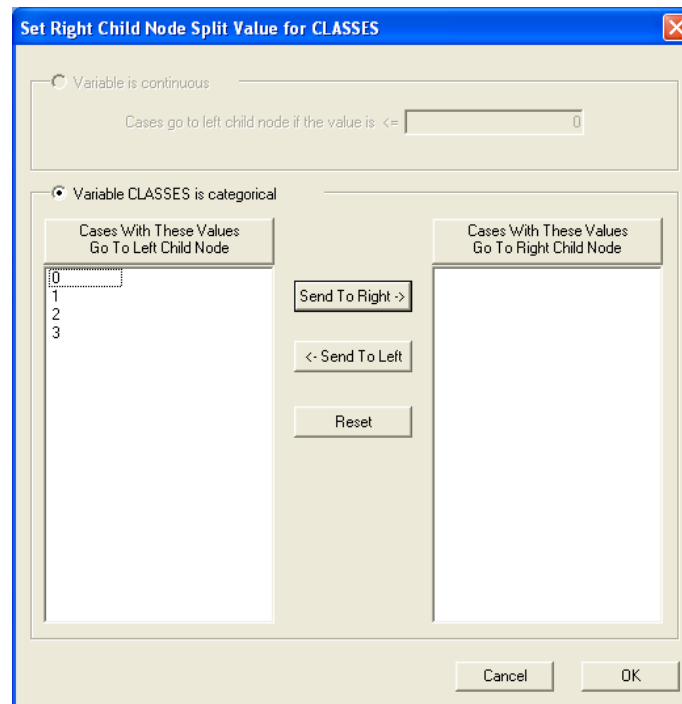 Set Right Child Node Split Value for CLASSES
Variable is continuous
Cases go to left child node if the value is <= 0
Variable CLASSES is categorical
Cases With These Values
Go To Left Child Node
Cases With These Values
Go To Right Child Node
0
1
2
3
Send To Right ->
<- Send To Left
Reset
Cancel
OK